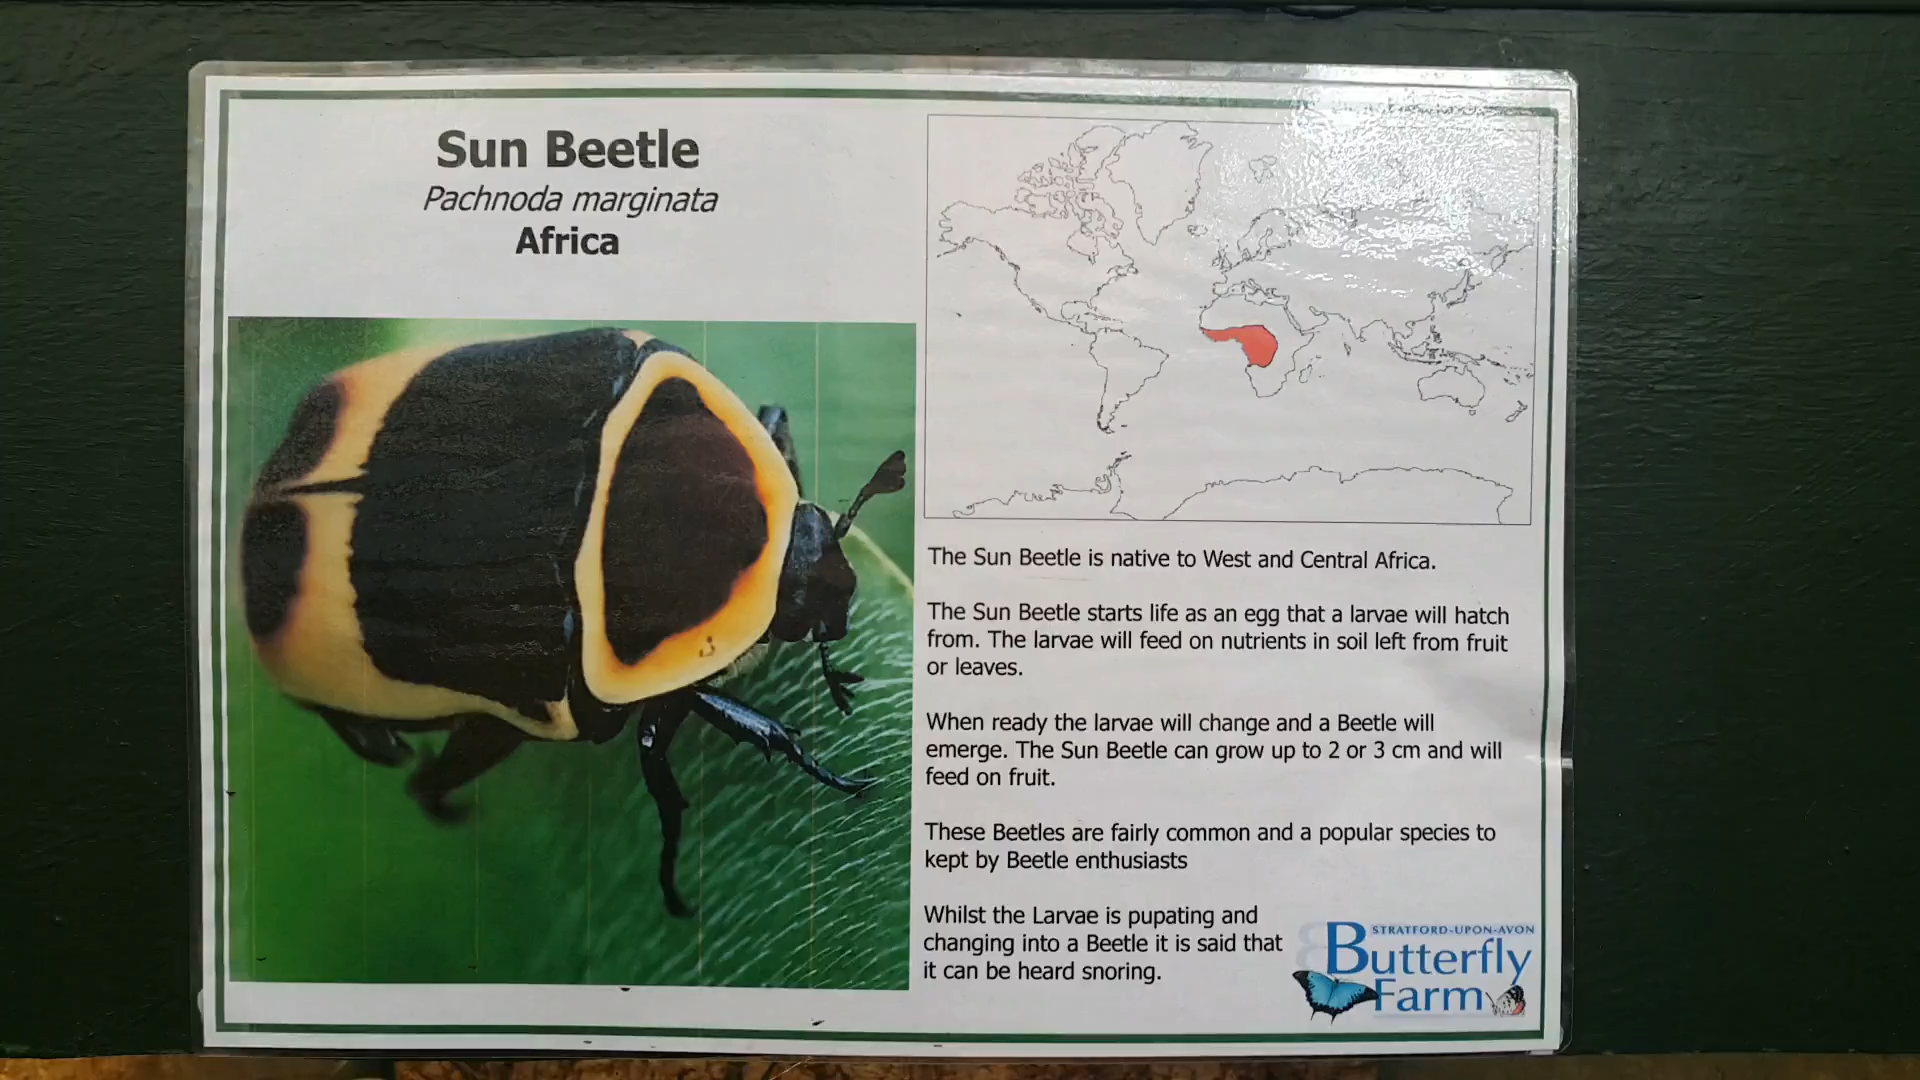 Sun Beetle
Pachnoda marginata
Africa
The Sun Beetle is native to West and Central Africa.
The Sun Beetle starts life as an egg that a larvae will hatch
from. The larvae will feed on nutrients in soil left from fruit
or leaves.
When ready the larvae will change and a Beetle will
emerge. The Sun Beetle can grow up to 2 or 3 cm and will
feed on fruit.
These Beetles are fairly common and a popular species to
kept by Beetle enthusiasts
Whilst the Larvae is pupating and
changing into a Beetle it is said that
it can be heard snoring.
STRATFORD-UPON-AVON
Butterfly
Farm